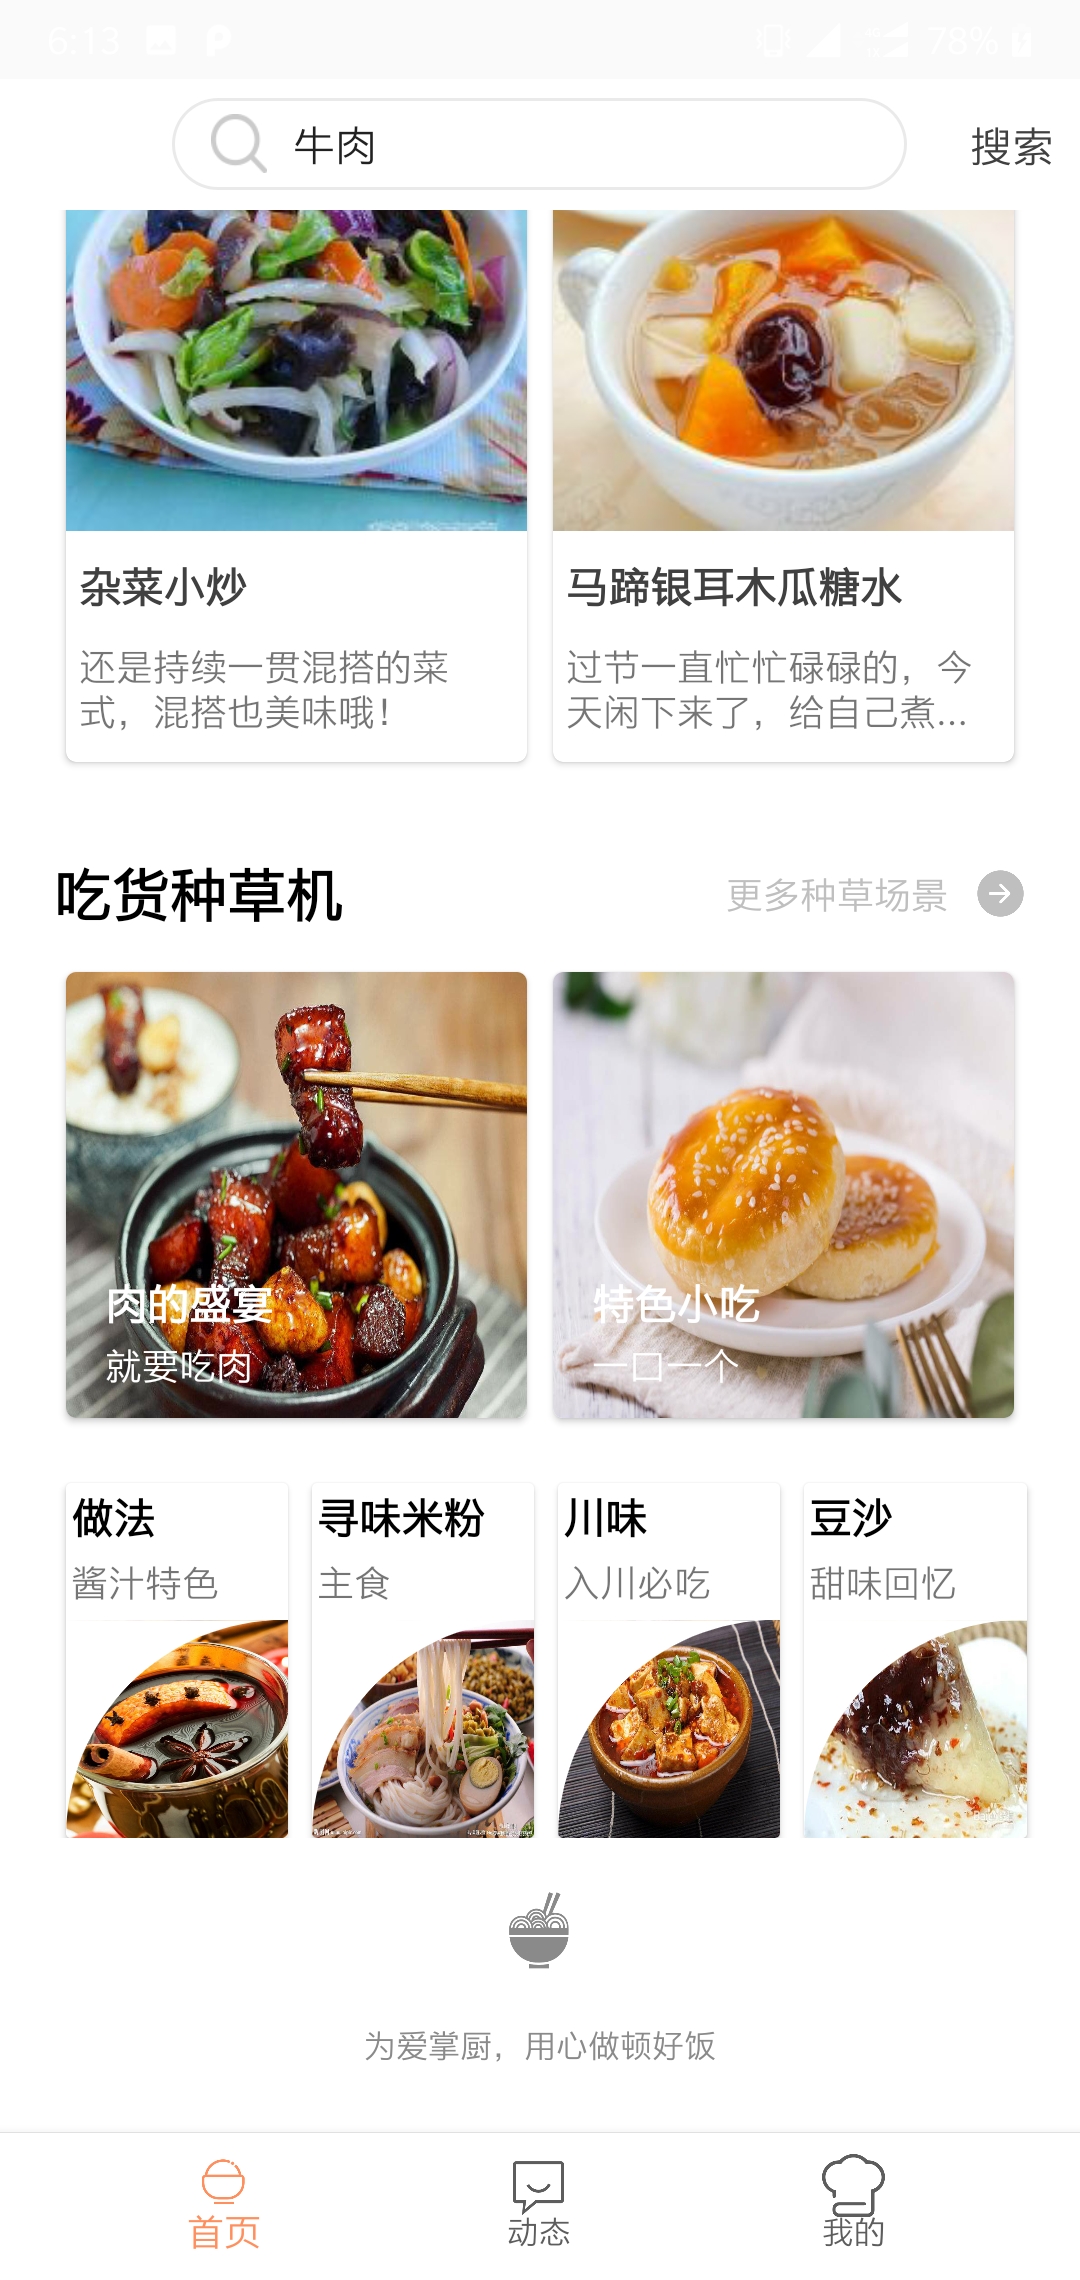 6:13
78%
牛肉
搜索
杂菜小炒
还是持续一贯混搭的菜
式，混搭也美味哦！
马蹄银耳木瓜糖水
过节一直忙忙碌碌的，今
天闲下来了，给自己煮...
吃货种草机
更多种草场景
肉的盛宴
就要吃肉
特色小吃
一口一个
做法
酱汁特色
寻味米粉
主食
川味
入川必吃
豆沙
甜味回忆
为爱掌厨，用心做顿好饭
首页
动态
我的